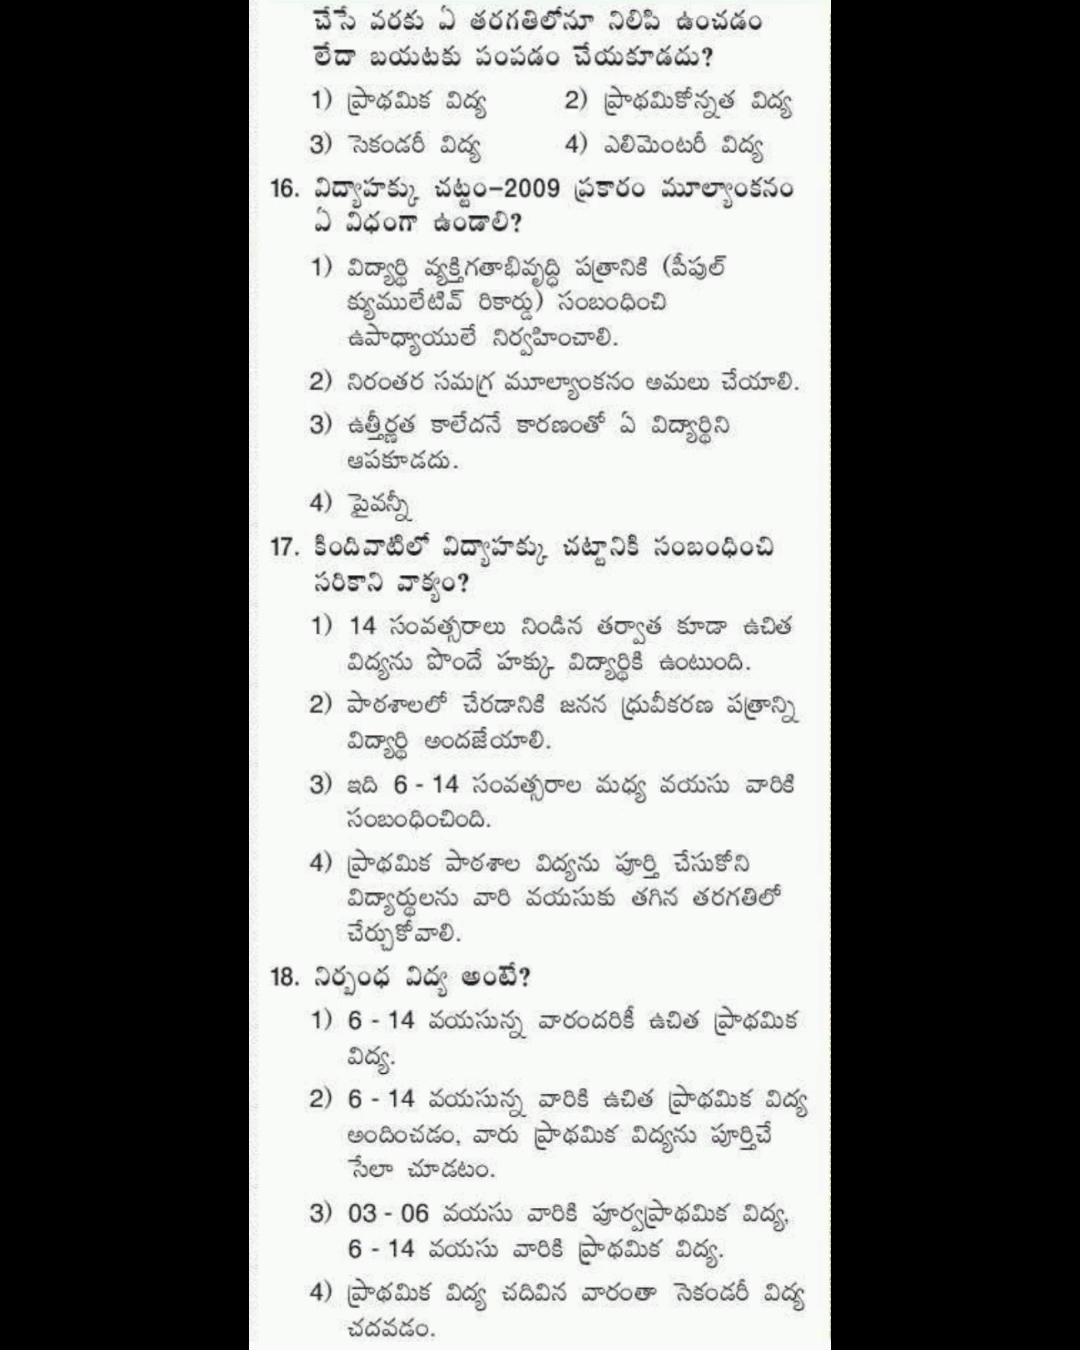 చేసే వరకు ఏ తరగతిలోనూ నిలిపి ఉంచడం
లేదా బయటకు పంపడం చేయకూడదు?
1) ప్రాథమిక విద్య 2) ప్రాథమికోన్నత విద్య
3) సెకండరీ విద్య 4) ఎలిమెంటరీ విద్య
16. విద్యాహక్కు చట్టం-2009 ప్రకారం మూల్యాంకనం
ఏ విధంగా ఉండాలి?
1) విద్యార్థి వ్యక్తిగతాభివృద్ధి పత్రానికి (పీపుల్
క్యుములేటివ్ రికార్డు) సంబంధించి
ఉపాధ్యాయులే నిర్వహించాలి.
2) నిరంతర సమగ్ర మూల్యాంకనం అమలు చేయాలి.
3) ఉత్తీర్ణత కాలేదనే కారణంతో ఏ విద్యార్థిని
ఆపకూడదు.
4) పైవన్నీ
17. కిందివాటిలో విద్యాహక్కు చట్టానికి సంబంధించి
సరికాని వాక్యం?
1) 14 సంవత్సరాలు నిండిన తర్వాత కూడా ఉచిత
విద్యను పొందే హక్కు విద్యార్థికి ఉంటుంది.
2) పాఠశాలలో చేరడానికి జనన ధ్రువీకరణ పత్రాన్ని
విద్యార్థి అందజేయాలి.
3) ఇది 6 - 14 సంవత్సరాల మధ్య వయసు వారికి
సంబంధించింది.
4) ప్రాథమిక పాఠశాల విద్యను పూర్తి చేసుకోని
విద్యార్థులను వారి వయసుకు తగిన తరగతిలో
చేర్చుకోవాలి.
18. నిర్బంధ విద్య అంటే?
1) 6 - 14 వయసున్న వారందరికీ ఉచిత ప్రాథమిక
విద్య.
2) 6 - 14 వయసున్న వారికి ఉచిత ప్రాథమిక విద్య
అందించడం, వారు ప్రాథమిక విద్యను పూర్తిచే
సేలా చూడటం.
3) 03 - 06 వయసు వారికి పూర్వప్రాథమిక విద్య,
6 - 14 వయసు వారికి ప్రాథమిక విద్య.
4) ప్రాథమిక విద్య చదివిన వారంతా సెకండరీ విద్య
చదవడం.